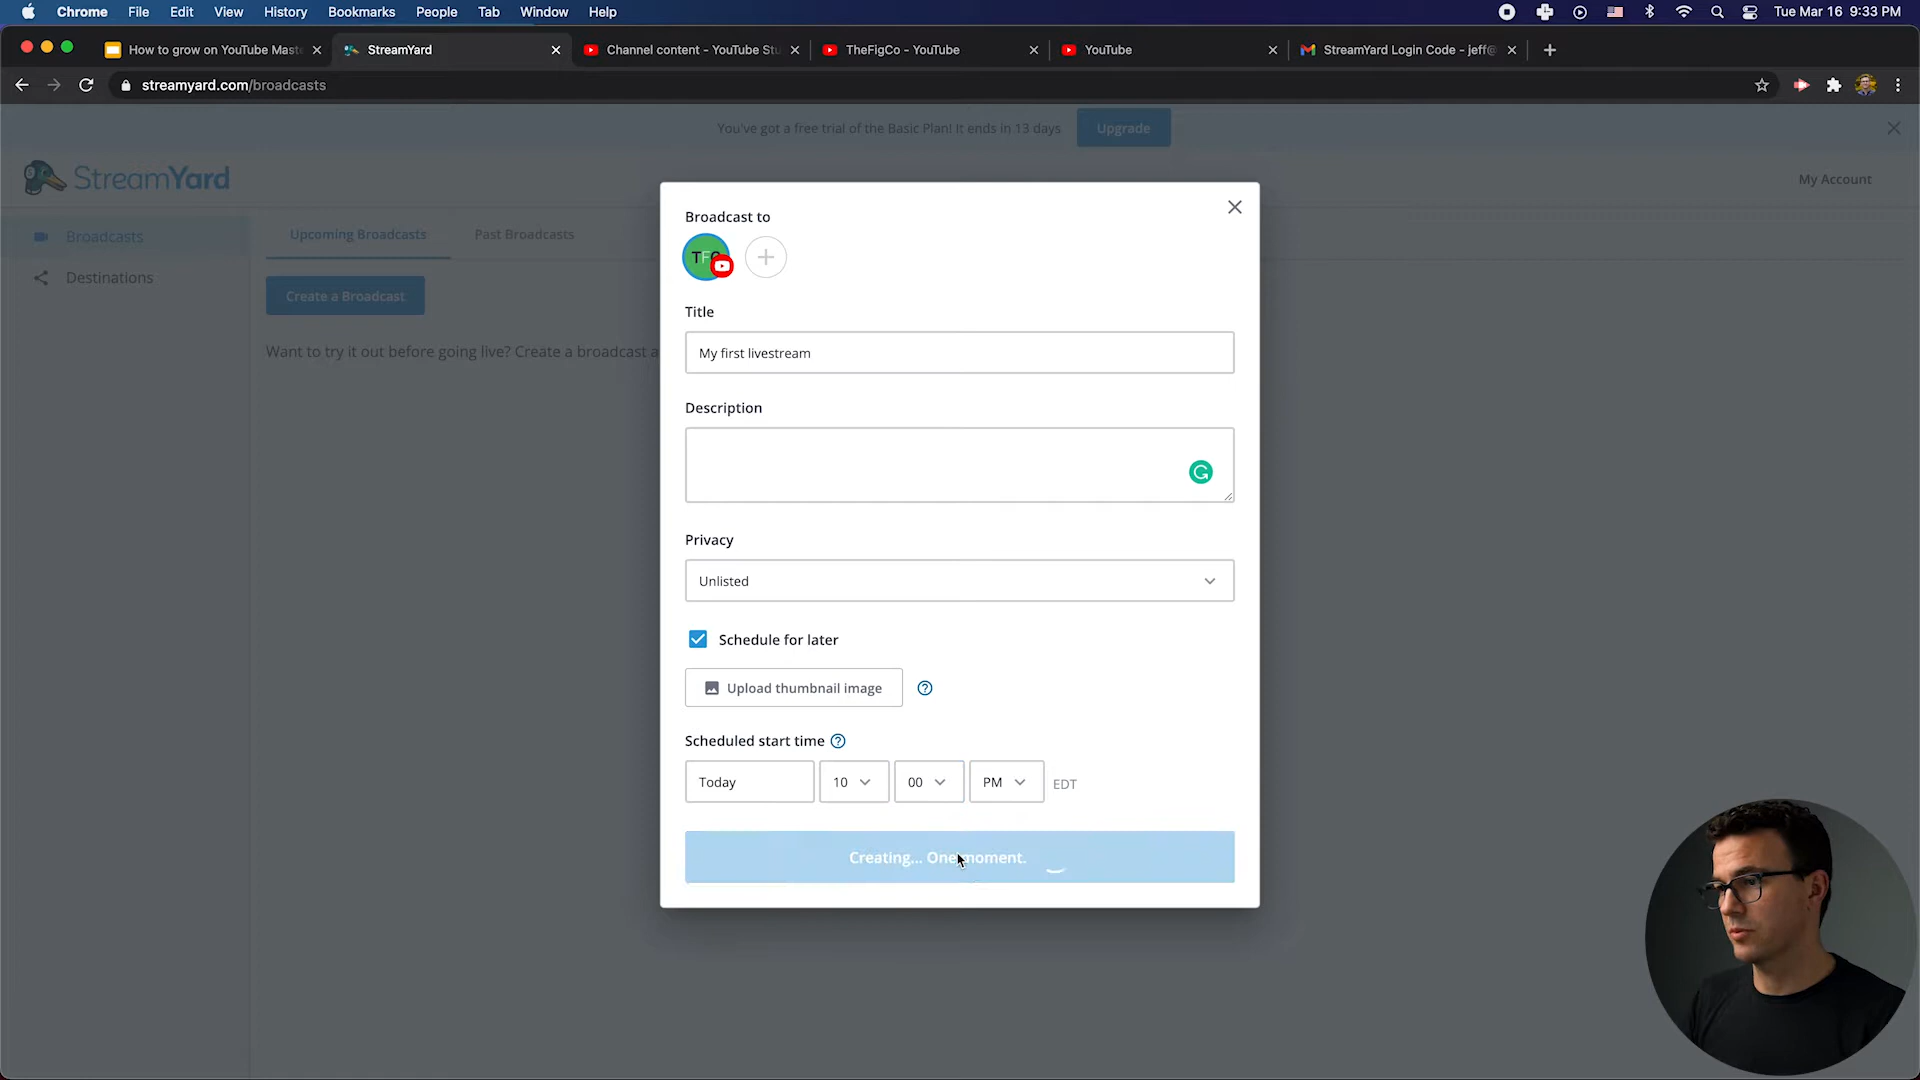 Chrome File Edit View History Bookmarks People Tab Window Help Tue Mar 16 9:33 PM
How to grow on YouTube Mast StreamYard Channel content - YouTube Stu TheFigCo - YouTube YouTube StreamYard Login Code - jeff@
streamyard.com/broadcasts
You've got a free trial of the Basic Plan! It ends in 13 days Upgrade
StreamYard My Account
Broadcasts
Destinations
Upcoming Broadcasts Past Broadcasts
Create a Broadcast
Want to try it out before going live? Create a broadcast
Broadcast to
Title
My first livestream
Description
Privacy
Unlisted
Schedule for later
Upload thumbnail image
Scheduled start time
Today 10 00 PM EDT
Creating... One moment.